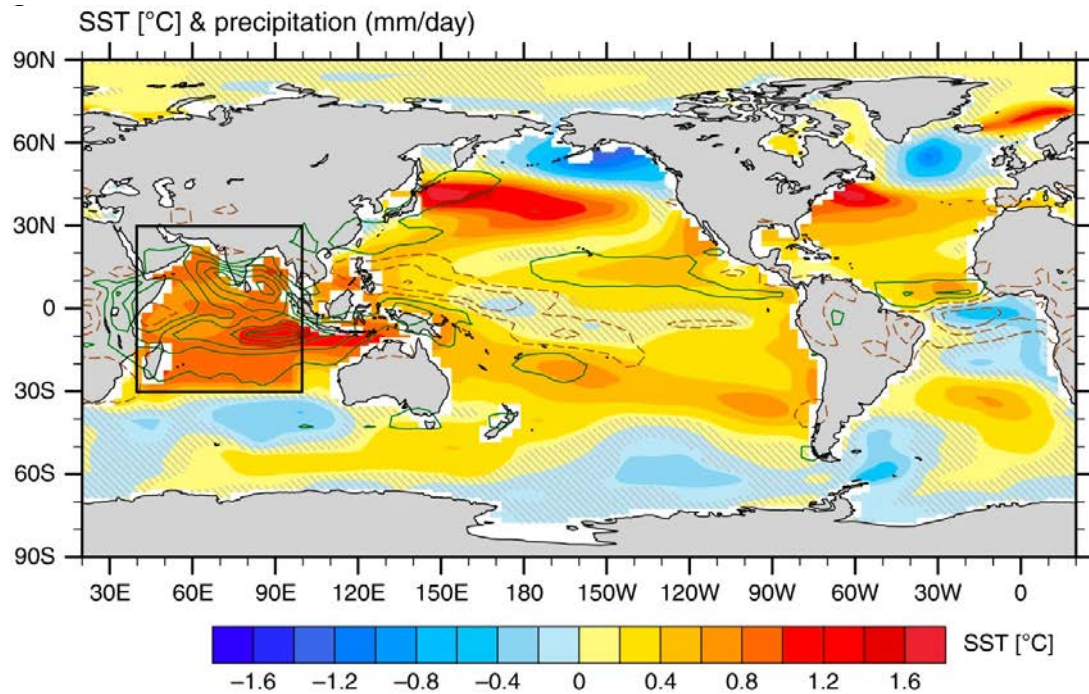 SST [°C] & precipitation (mm/day)
90N
60N
30N
0
30S
60S
90S
30E 60E 90E 120E 150E 180 150W 120W 90W 60W 30W 0
SST [°C]
−1.6 −1.2 −0.8 −0.4 0 0.4 0.8 1.2 1.6